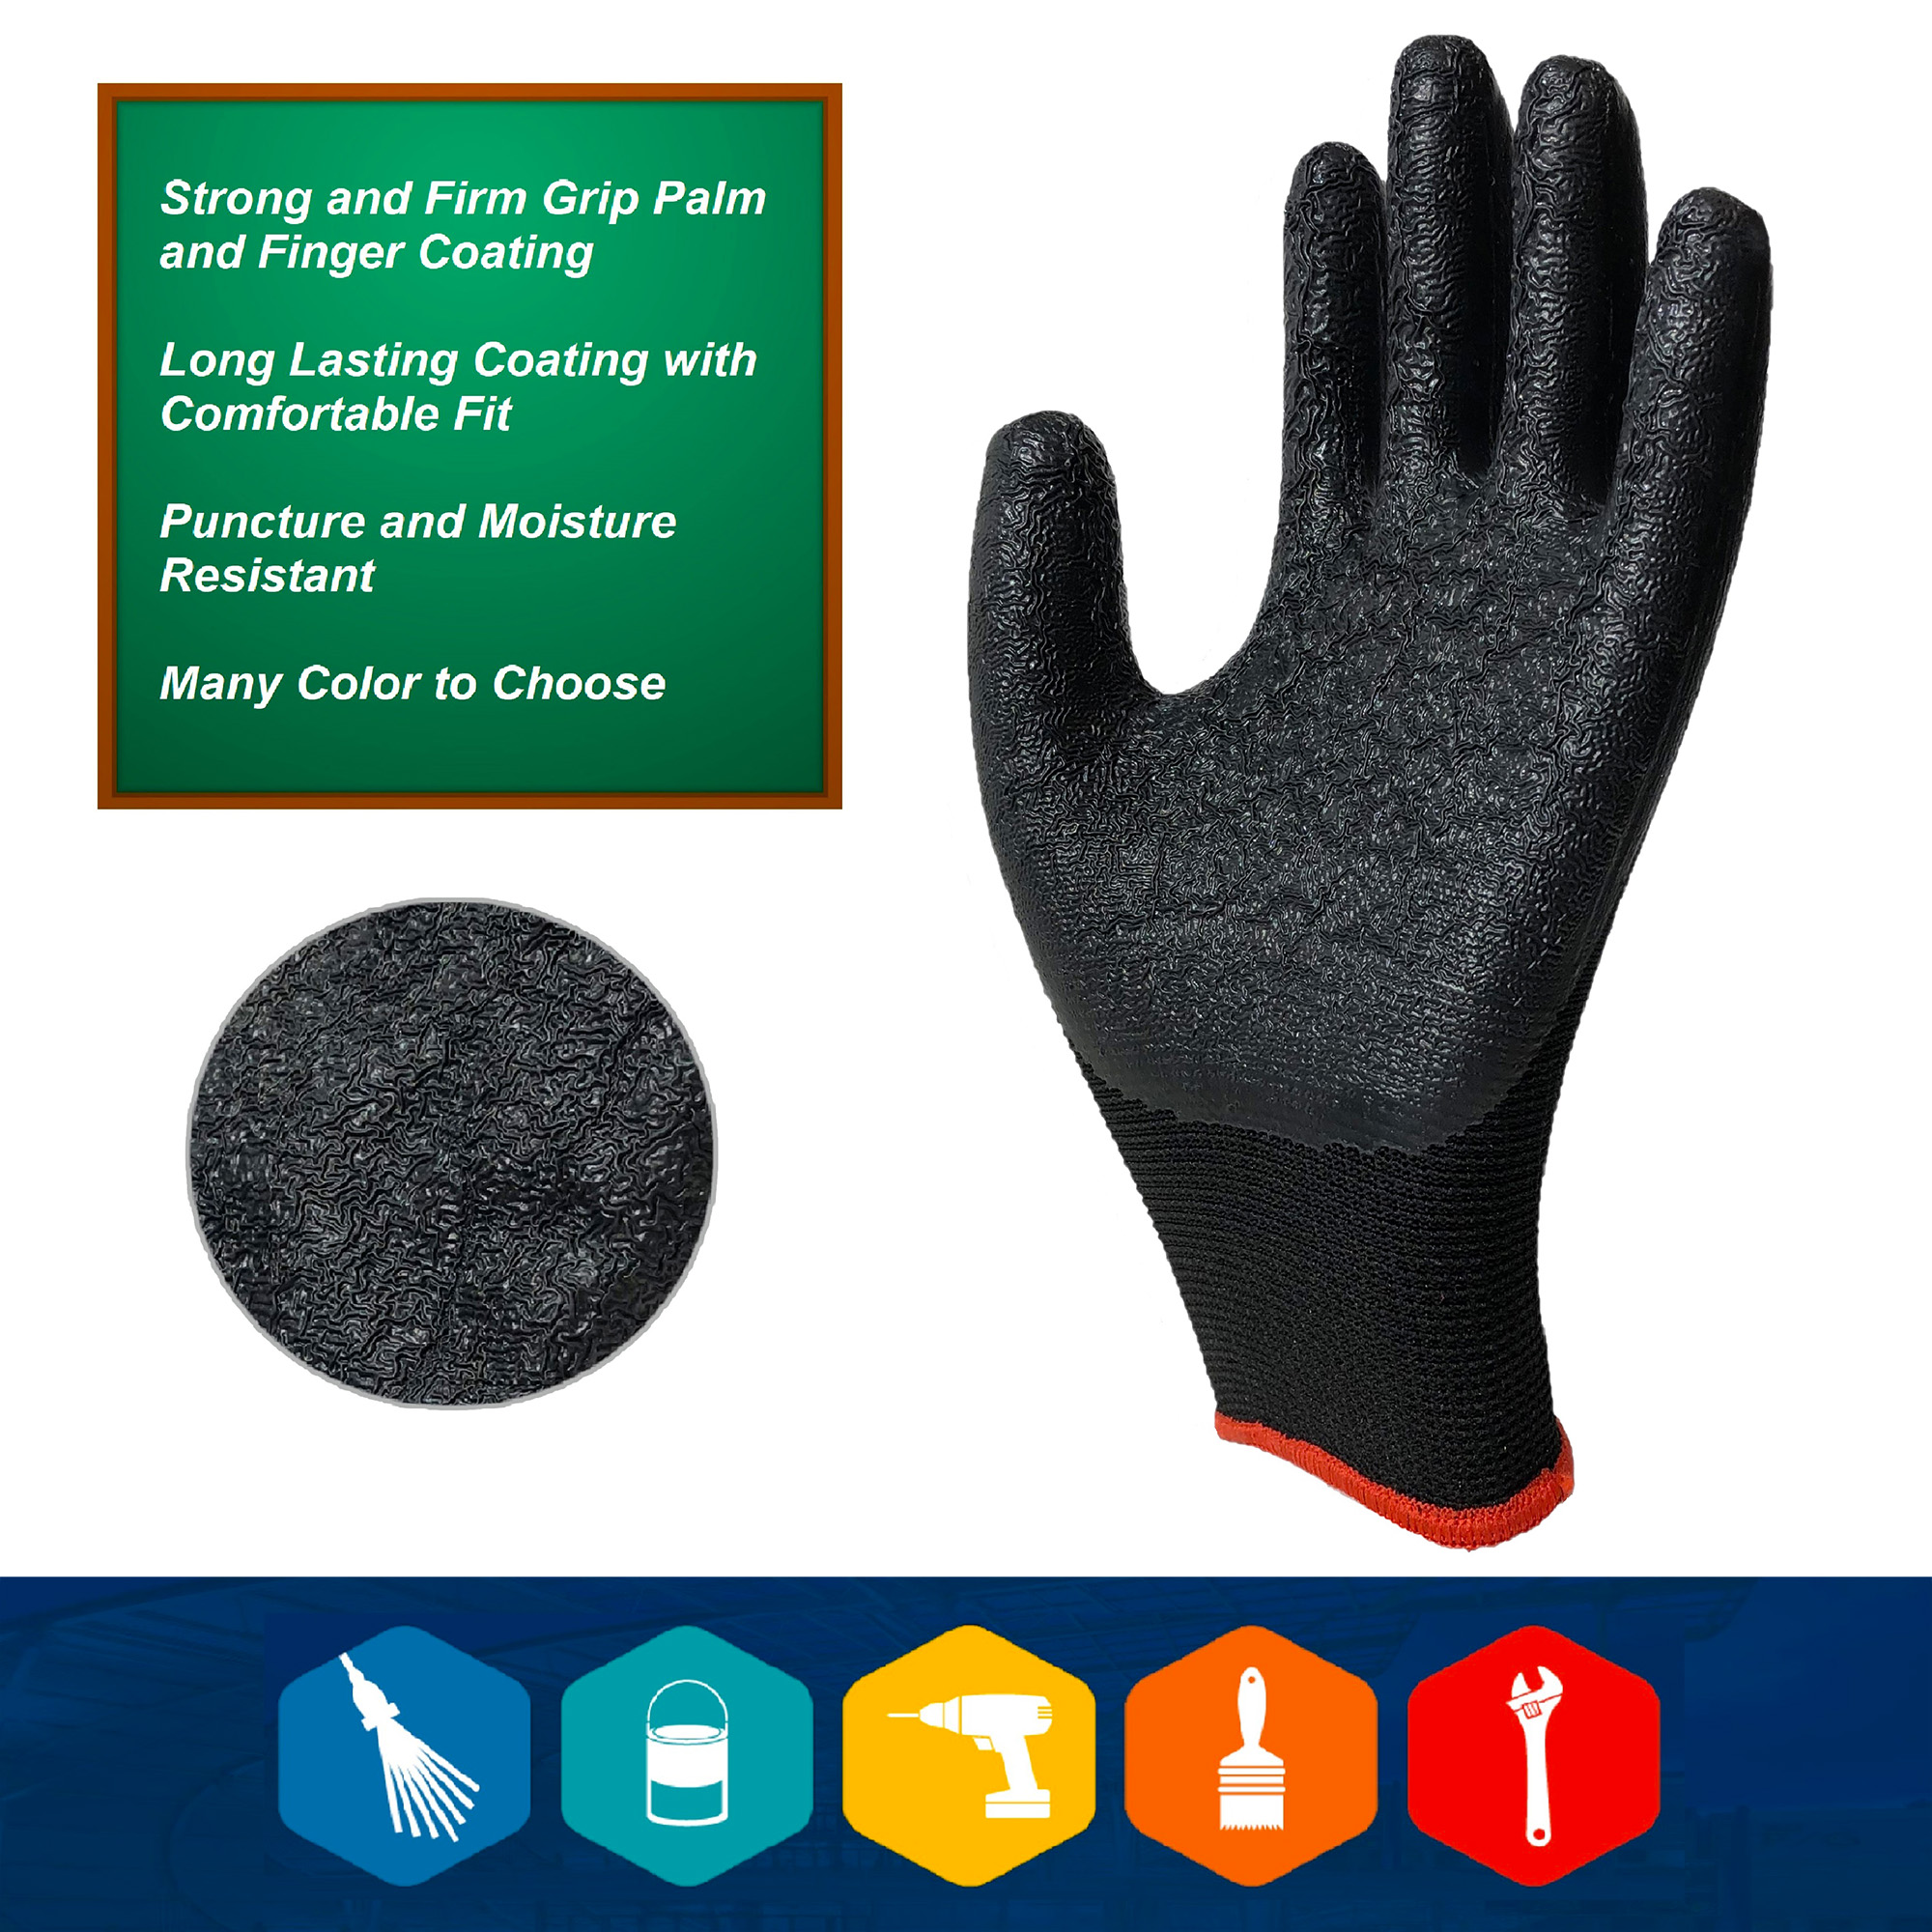 Strong and Firm Grip Palm
and Finger Coating
Long Lasting Coating with
Comfortable Fit
Puncture and Moisture
Resistant
Many Color to Choose